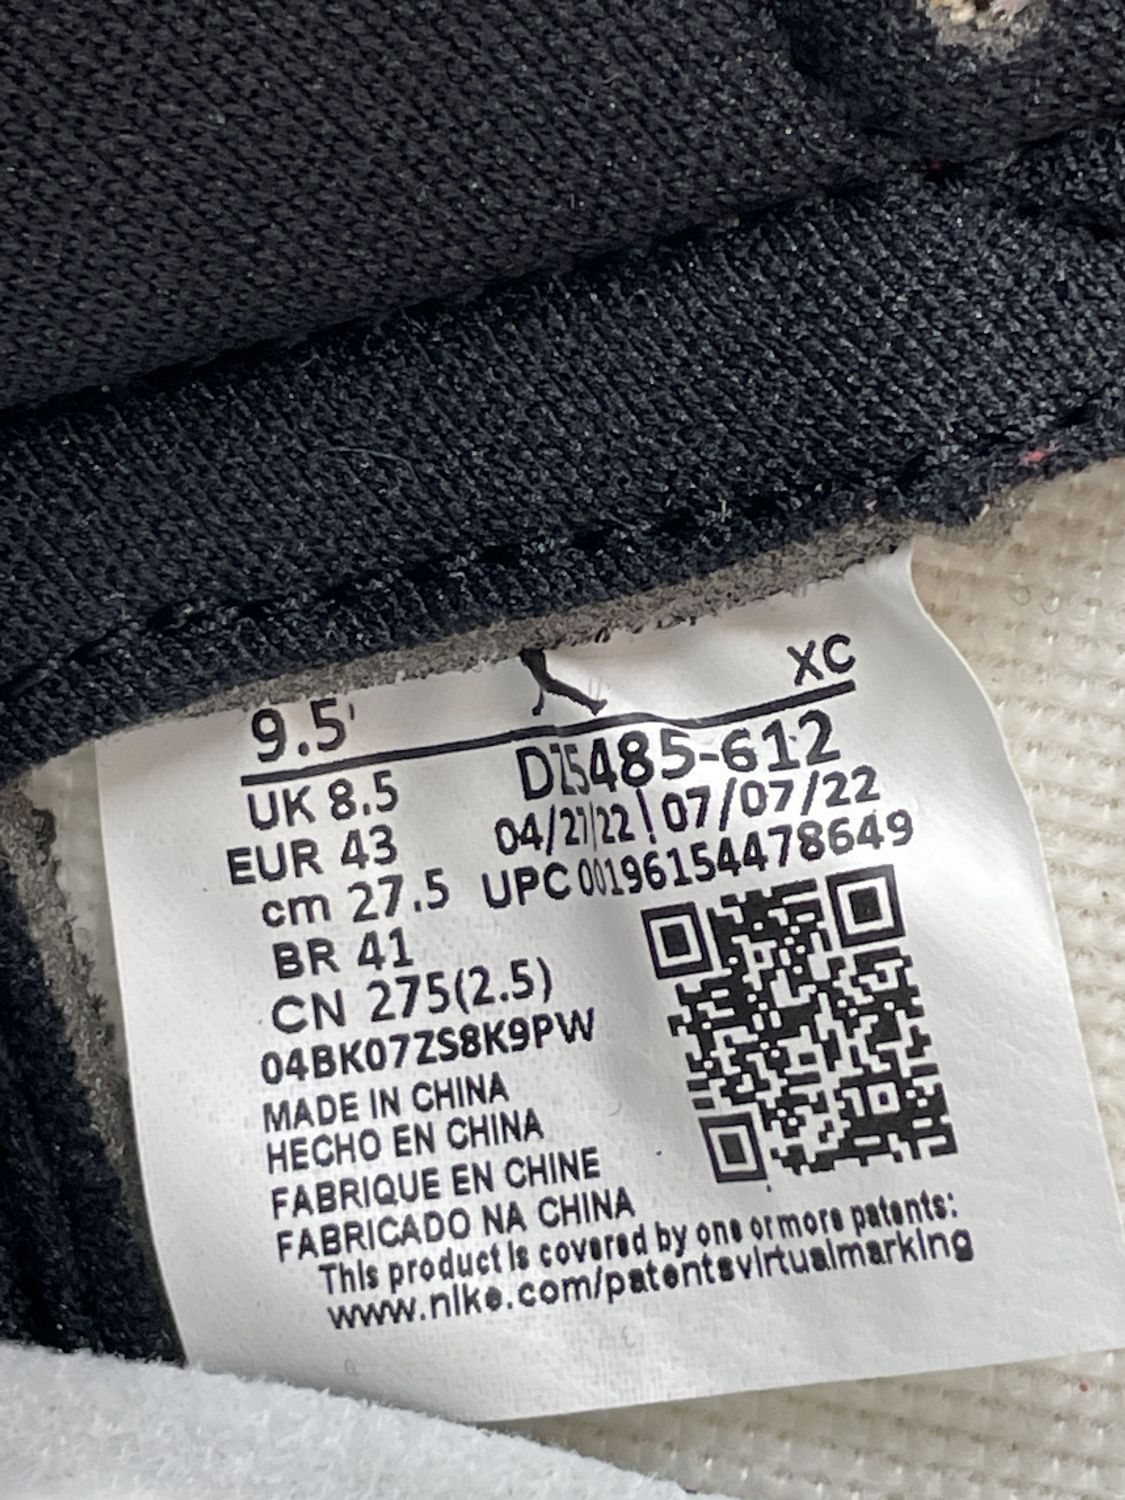 9.5 XC
UK 8.5 DZ5485-612
EUR 43 04/27/22 | 07/07/22
cm 27.5 UPC 00196154478649
BR 41
CN 275(2.5)
04BK07ZS8K9PW
MADE IN CHINA
HECHO EN CHINA
FABRIQUE EN CHINE
FABRICADO NA CHINA
This product is covered by one or more patents:
www.nike.com/patentsvirtualmarking